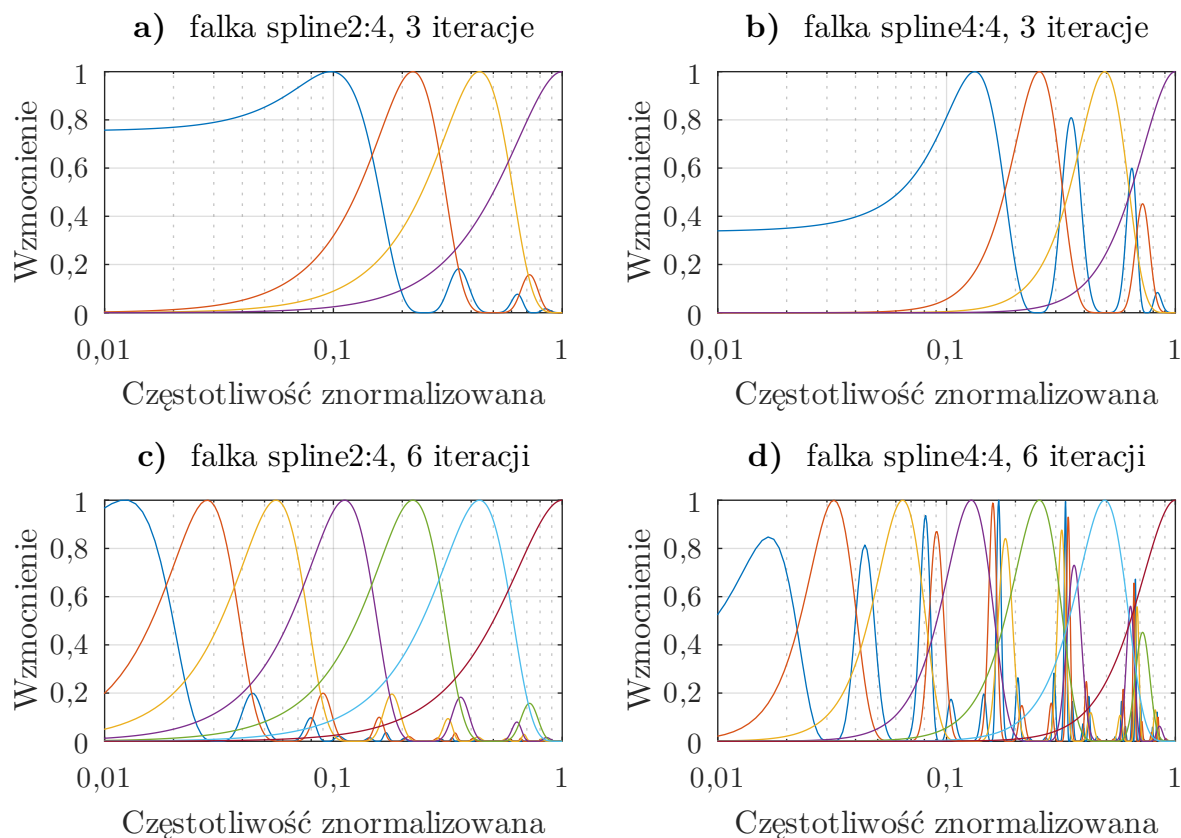 a) falka spline2:4, 3 iteracje
Wzmocnienie
1
0,8
0,6
0,4
0,2
0
0,01 0,1 1
Częstotliwość znormalizowana
b) falka spline4:4, 3 iteracje
Wzmocnienie
1
0,8
0,6
0,4
0,2
0
0,01 0,1 1
Częstotliwość znormalizowana
c) falka spline2:4, 6 iteracji
Wzmocnienie
1
0,8
0,6
0,4
0,2
0
0,01 0,1 1
Częstotliwość znormalizowana
d) falka spline4:4, 6 iteracji
Wzmocnienie
1
0,8
0,6
0,4
0,2
0
0,01 0,1 1
Częstotliwość znormalizowana